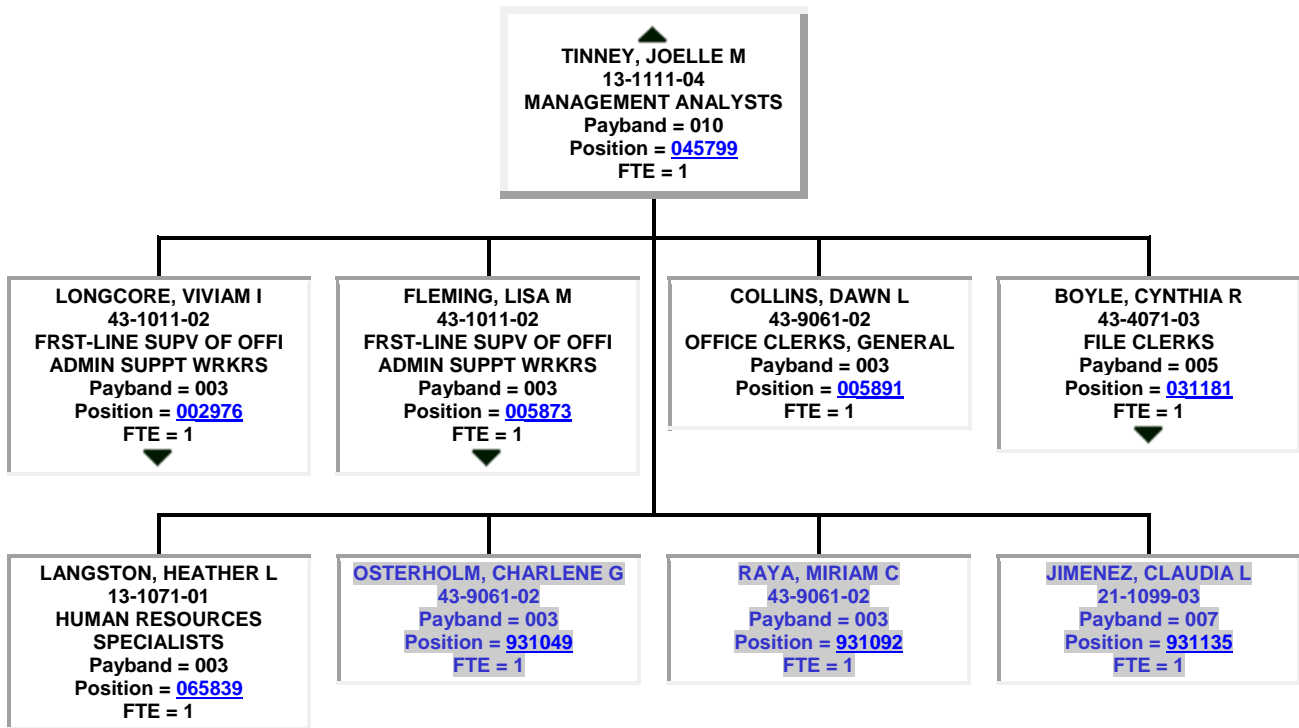 TINNEY, JOELLE M
13-1111-04
MANAGEMENT ANALYSTS
Payband = 010
Position = 045799
FTE = 1
LONGCORE, VIVIAM I
43-1011-02
FRST-LINE SUPV OF OFFI
ADMIN SUPPT WRKRS
Payband = 003
Position = 002976
FTE = 1
FLEMING, LISA M
43-1011-02
FRST-LINE SUPV OF OFFI
ADMIN SUPPT WRKRS
Payband = 003
Position = 005873
FTE = 1
COLLINS, DAWN L
43-9061-02
OFFICE CLERKS, GENERAL
Payband = 003
Position = 005891
FTE = 1
BOYLE, CYNTHIA R
43-4071-03
FILE CLERKS
Payband = 005
Position = 031181
FTE = 1
LANGSTON, HEATHER L
13-1071-01
HUMAN RESOURCES
SPECIALISTS
Payband = 003
Position = 065839
FTE = 1
OSTERHOLM, CHARLENE G
43-9061-02
Payband = 003
Position = 931049
FTE = 1
RAYA, MIRIAM C
43-9061-02
Payband = 003
Position = 931092
FTE = 1
JIMENEZ, CLAUDIA L
21-1099-03
Payband = 007
Position = 931135
FTE = 1